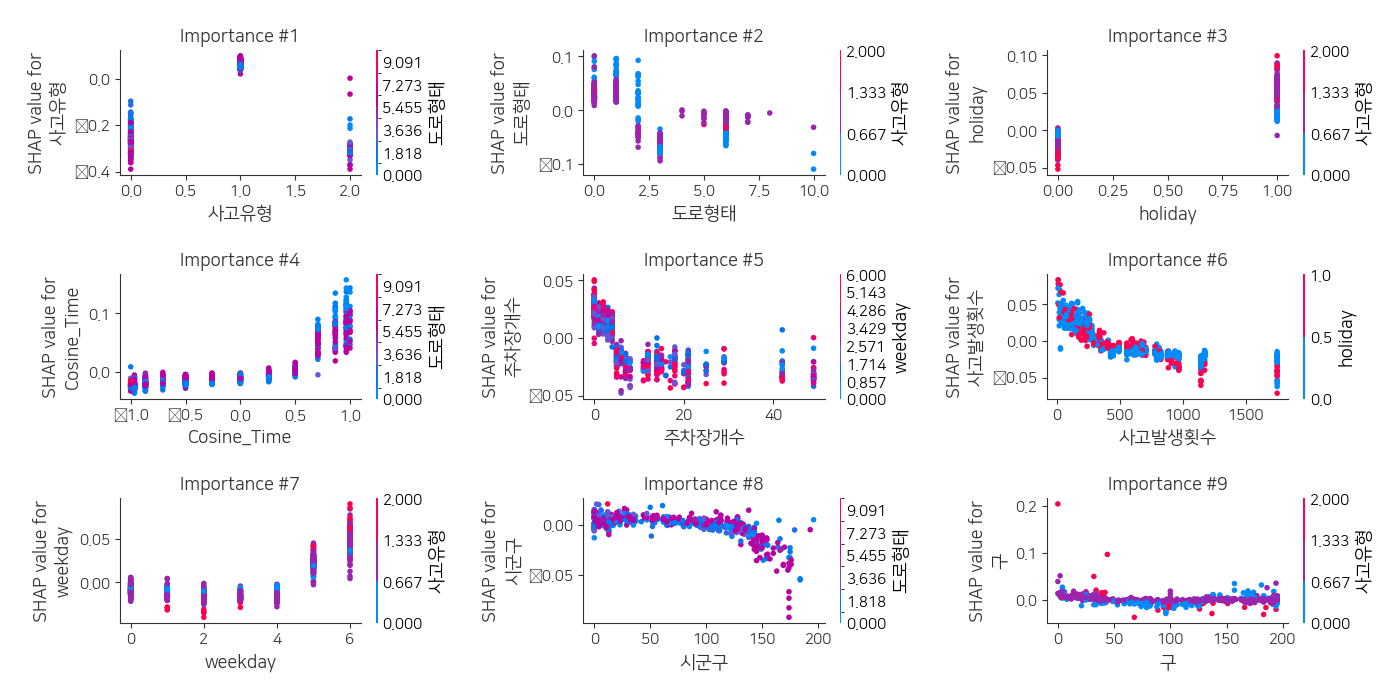 Importance #1
SHAP value for
사고유형
0.0
0.2
0.4
0.0
0.5
1.0
1.5
2.0
사고유형
9.091
7.273
5.455
3.636
1.818
0.000
도로형태
Importance #2
SHAP value for
도로형태
0.1
0.0
0.1
0.0
2.5
5.0
7.5
10.0
도로형태
2.000
1.333
0.667
0.000
사고유형
Importance #3
SHAP value for
holiday
0.10
0.05
0.00
0.05
0.00
0.25
0.50
0.75
1.00
holiday
2.000
1.333
0.667
0.000
사고유형
Importance #4
SHAP value for
Cosine_Time
0.1
0.0
1.0
0.5
0.0
0.5
1.0
Cosine_Time
9.091
7.273
5.455
3.636
1.818
0.000
도로형태
Importance #5
SHAP value for
주차장개수
0.05
0.00
0.05
0
20
40
주차장개수
6.000
5.143
4.286
3.429
2.571
1.714
0.857
0.000
weekday
Importance #6
SHAP value for
사고발생횟수
0.05
0.00
0.05
0
500
1000
1500
사고발생횟수
1.0
0.5
0.0
holiday
Importance #7
SHAP value for
weekday
0.05
0.00
0
2
4
6
weekday
2.000
1.333
0.667
0.000
사고유형
Importance #8
SHAP value for
시군구
0.00
0.05
0
50
100
150
200
시군구
9.091
7.273
5.455
3.636
1.818
0.000
도로형태
Importance #9
SHAP value for
구
0.2
0.1
0.0
0
50
100
150
200
구
2.000
1.333
0.667
0.000
사고유형